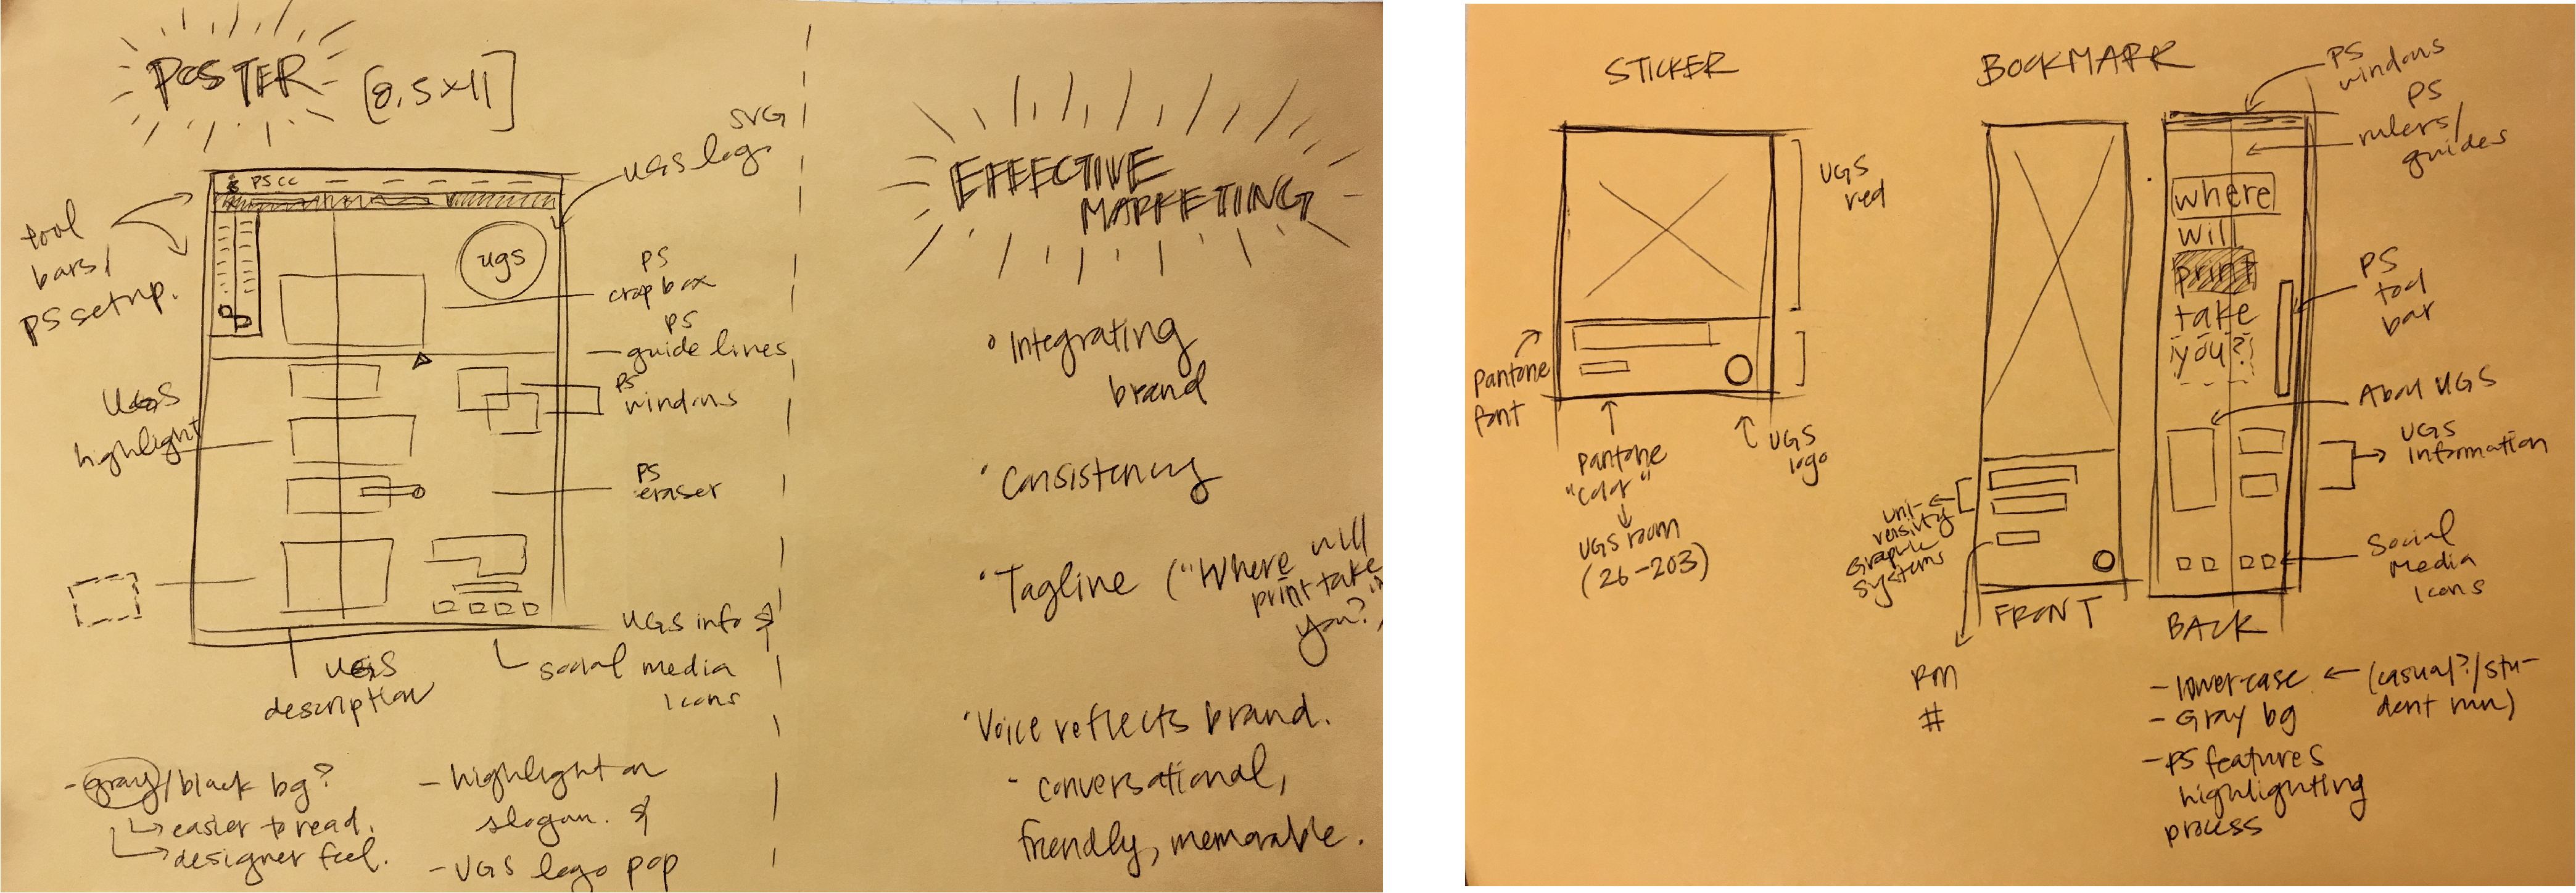 POSTER [8.5x11]
SVG
UGS logo
PS CC
ugs
tool
bars/
PS setup.
PS
crop box
PS
guide lines
PS
windows
UGS
highlight
PS
eraser
UGS info &
social media
icons
UGS
description
- gray/black bg?
easier to read.
designer feel.
- highlight on
slogan. &
- UGS logo pop
EFFECTIVE
MARKETING
Integrating
brand
Consistency
Tagline ("Where will
print take
you?"
Voice reflects brand.
- conversational,
friendly, memorable.
STICKER
UGS
red
Pantone
font
Pantone
"color"
UGS room
(26-203)
UGS
logo
BOOKMARK
PS
windows
PS
rulers/
guides
where
will
print
take
you?
PS
tool
bar
About UGS
UGS
Information
Social
Media
Icons
uni-
versity
Graphic
Systems
FRONT
BACK
RM
#
- lowercase ← (casual?/stu-
dent run)
- Gray bg
- PS features
highlighting
process